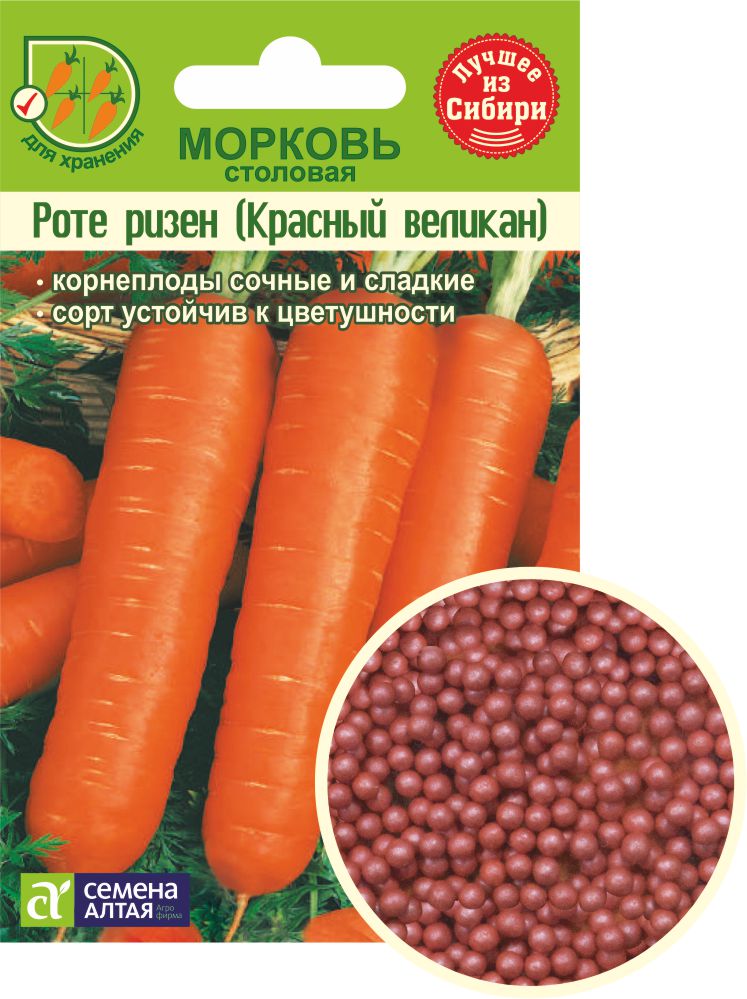 для хранения
Лучшее
из
Сибири
МОРКОВЬ
столовая
Роте ризен (Красный великан)
• корнеплоды сочные и сладкие
• сорт устойчив к цветушности
семена
АЛТАЯ
Агро
фирма